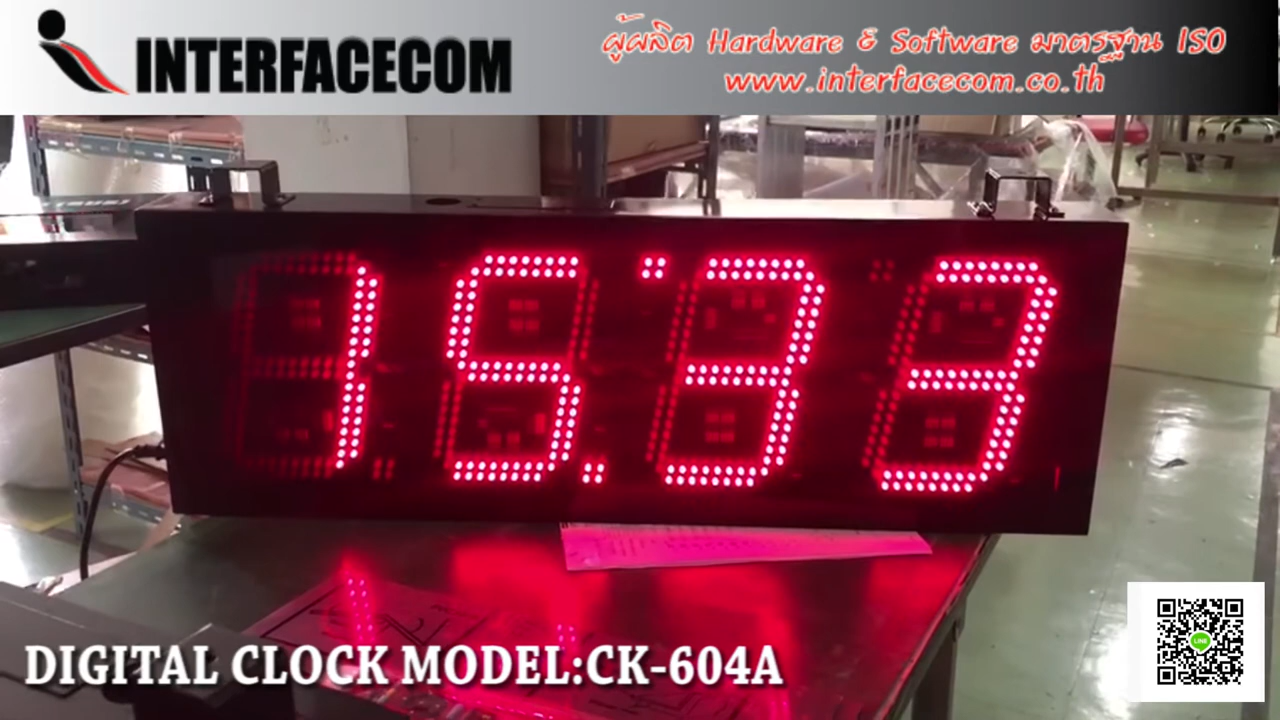 INTERFACECOM
ผู้ผลิต Hardware & Software มาตรฐาน ISO
www.interfacecom.co.th
15:33
DIGITAL CLOCK MODEL:CK-604A
LINE